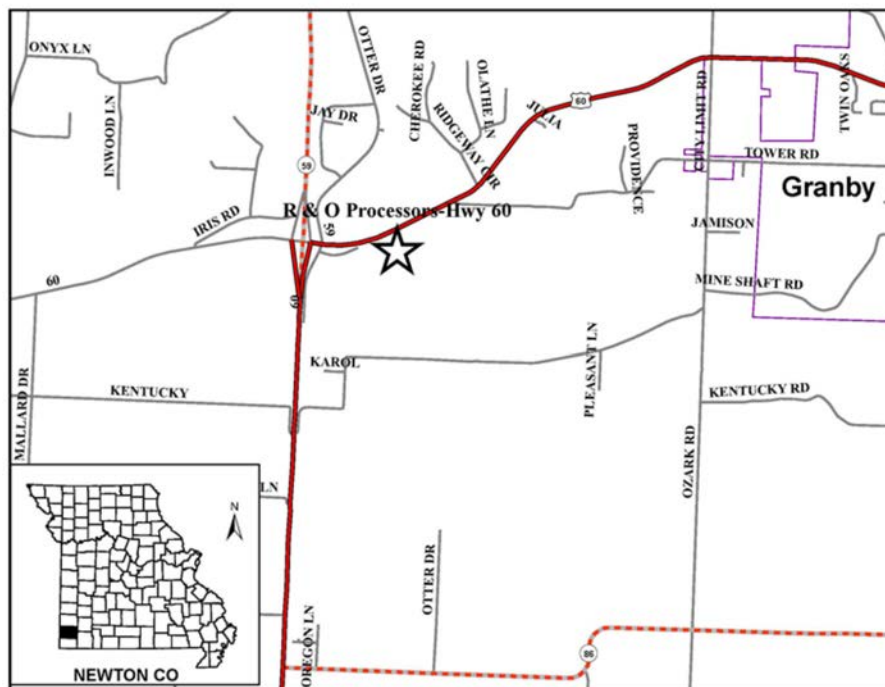 ONYX LN
INWOOD LN
OTTER DR
JAY DR
59
CHEROKEE RD
OLATHE LN
RIDGEWAY CIR
JULIA
60
PROVIDENCE
CITY LIMIT RD
TWIN OAKS
TOWER RD
Granby
IRIS RD
R & O Processors-Hwy 60
59
JAMISON
60
60
MINE SHAFT RD
MALLARD DR
KENTUCKY
KAROL
PLEASANT LN
KENTUCKY RD
OZARK RD
LN
N
OTTER DR
OREGON LN
86
NEWTON CO